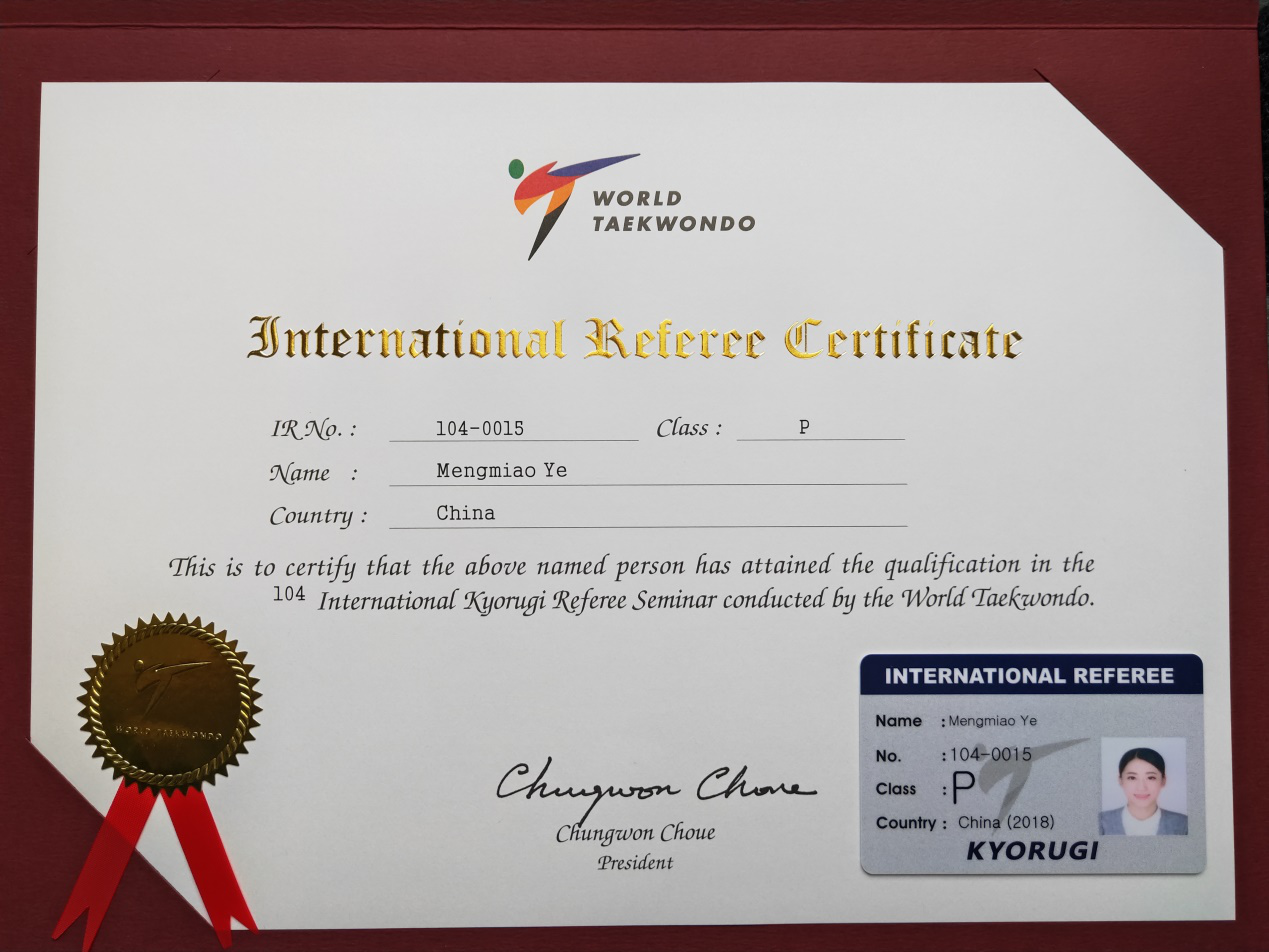 WORLD
TAEKWONDO
International Referee Certificate
IR No. : 104-0015 Class : P
Name : Mengmiao Ye
Country : China
This is to certify that the above named person has attained the qualification in the
104 International Kyorugi Referee Seminar conducted by the World Taekwondo.
WORLD TAEKWONDO
Chungwon Choue
Chungwon Choue
President
INTERNATIONAL REFEREE
Name : Mengmiao Ye
No. : 104-0015
Class : P
Country : China (2018)
KYORUGI